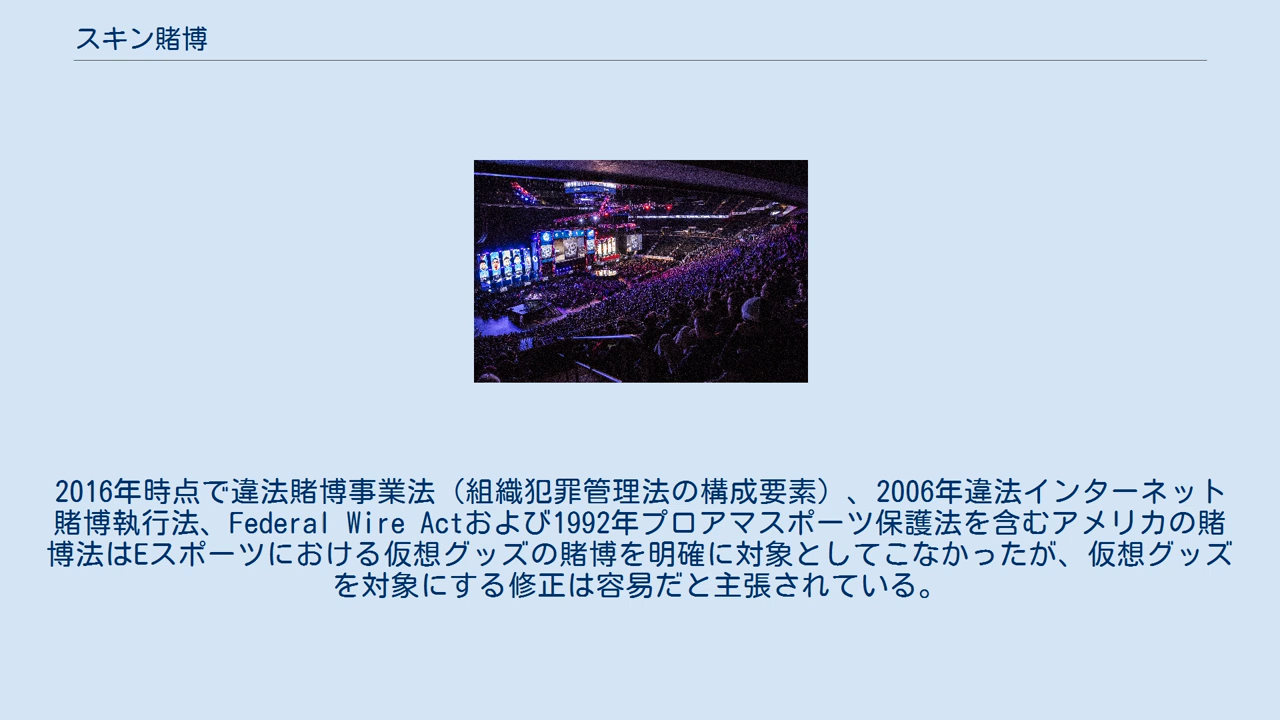 スキン賭博
2016年時点で違法賭博事業法（組織犯罪管理法の構成要素）、2006年違法インターネット
賭博執行法、Federal Wire Actおよび1992年プロアマスポーツ保護法を含むアメリカの賭
博法はEスポーツにおける仮想グッズの賭博を明確に対象としてこなかったが、仮想グッズ
を対象にする修正は容易だと主張されている。